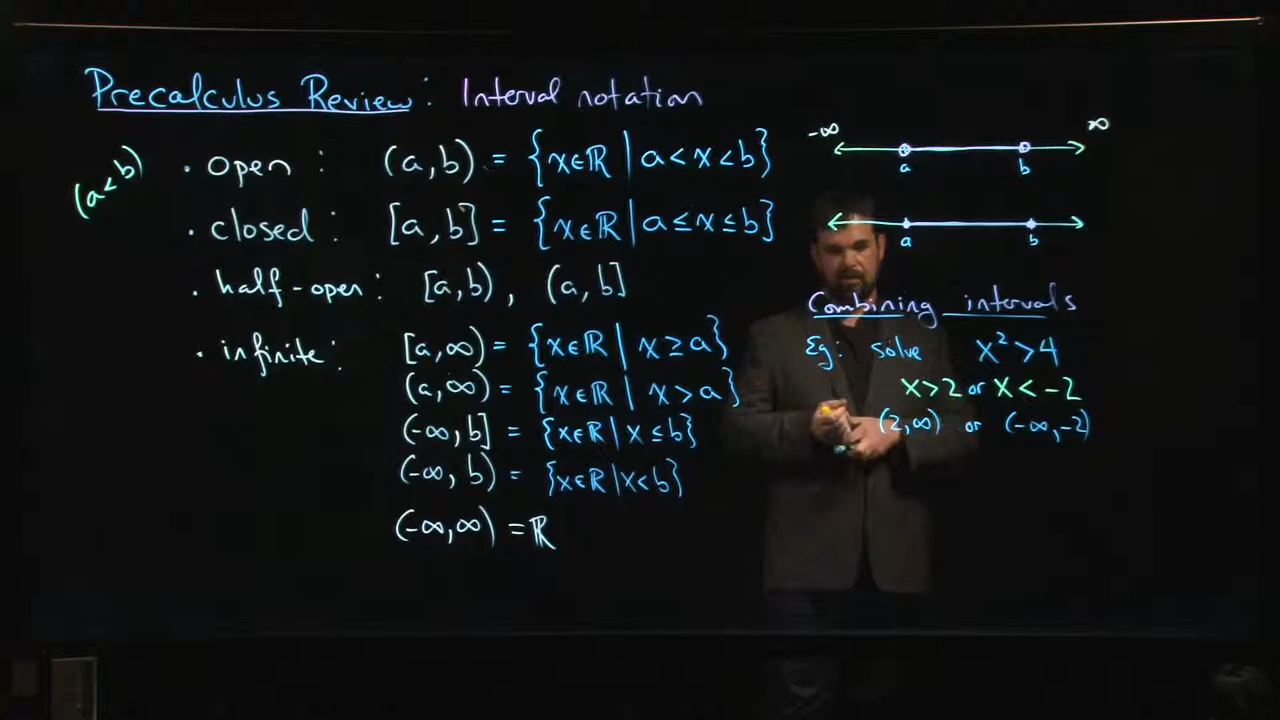 Precalculus Review: Interval notation
(a<b)
• open: (a,b) = {x∈ℝ | a<x<b}
• closed: [a,b] = {x∈ℝ | a≤x≤b}
• half-open: [a,b), (a,b]
• infinite: [a,∞) = {x∈ℝ | x≥a}
(a,∞) = {x∈ℝ | x>a}
(-∞,b] = {x∈ℝ | x≤b}
(-∞,b) = {x∈ℝ | x<b}
(-∞,∞) = ℝ
-∞ ∞
a b
a b
Combining intervals
Eg: solve x²>4
x>2 or x<-2
(2,∞) or (-∞,-2)